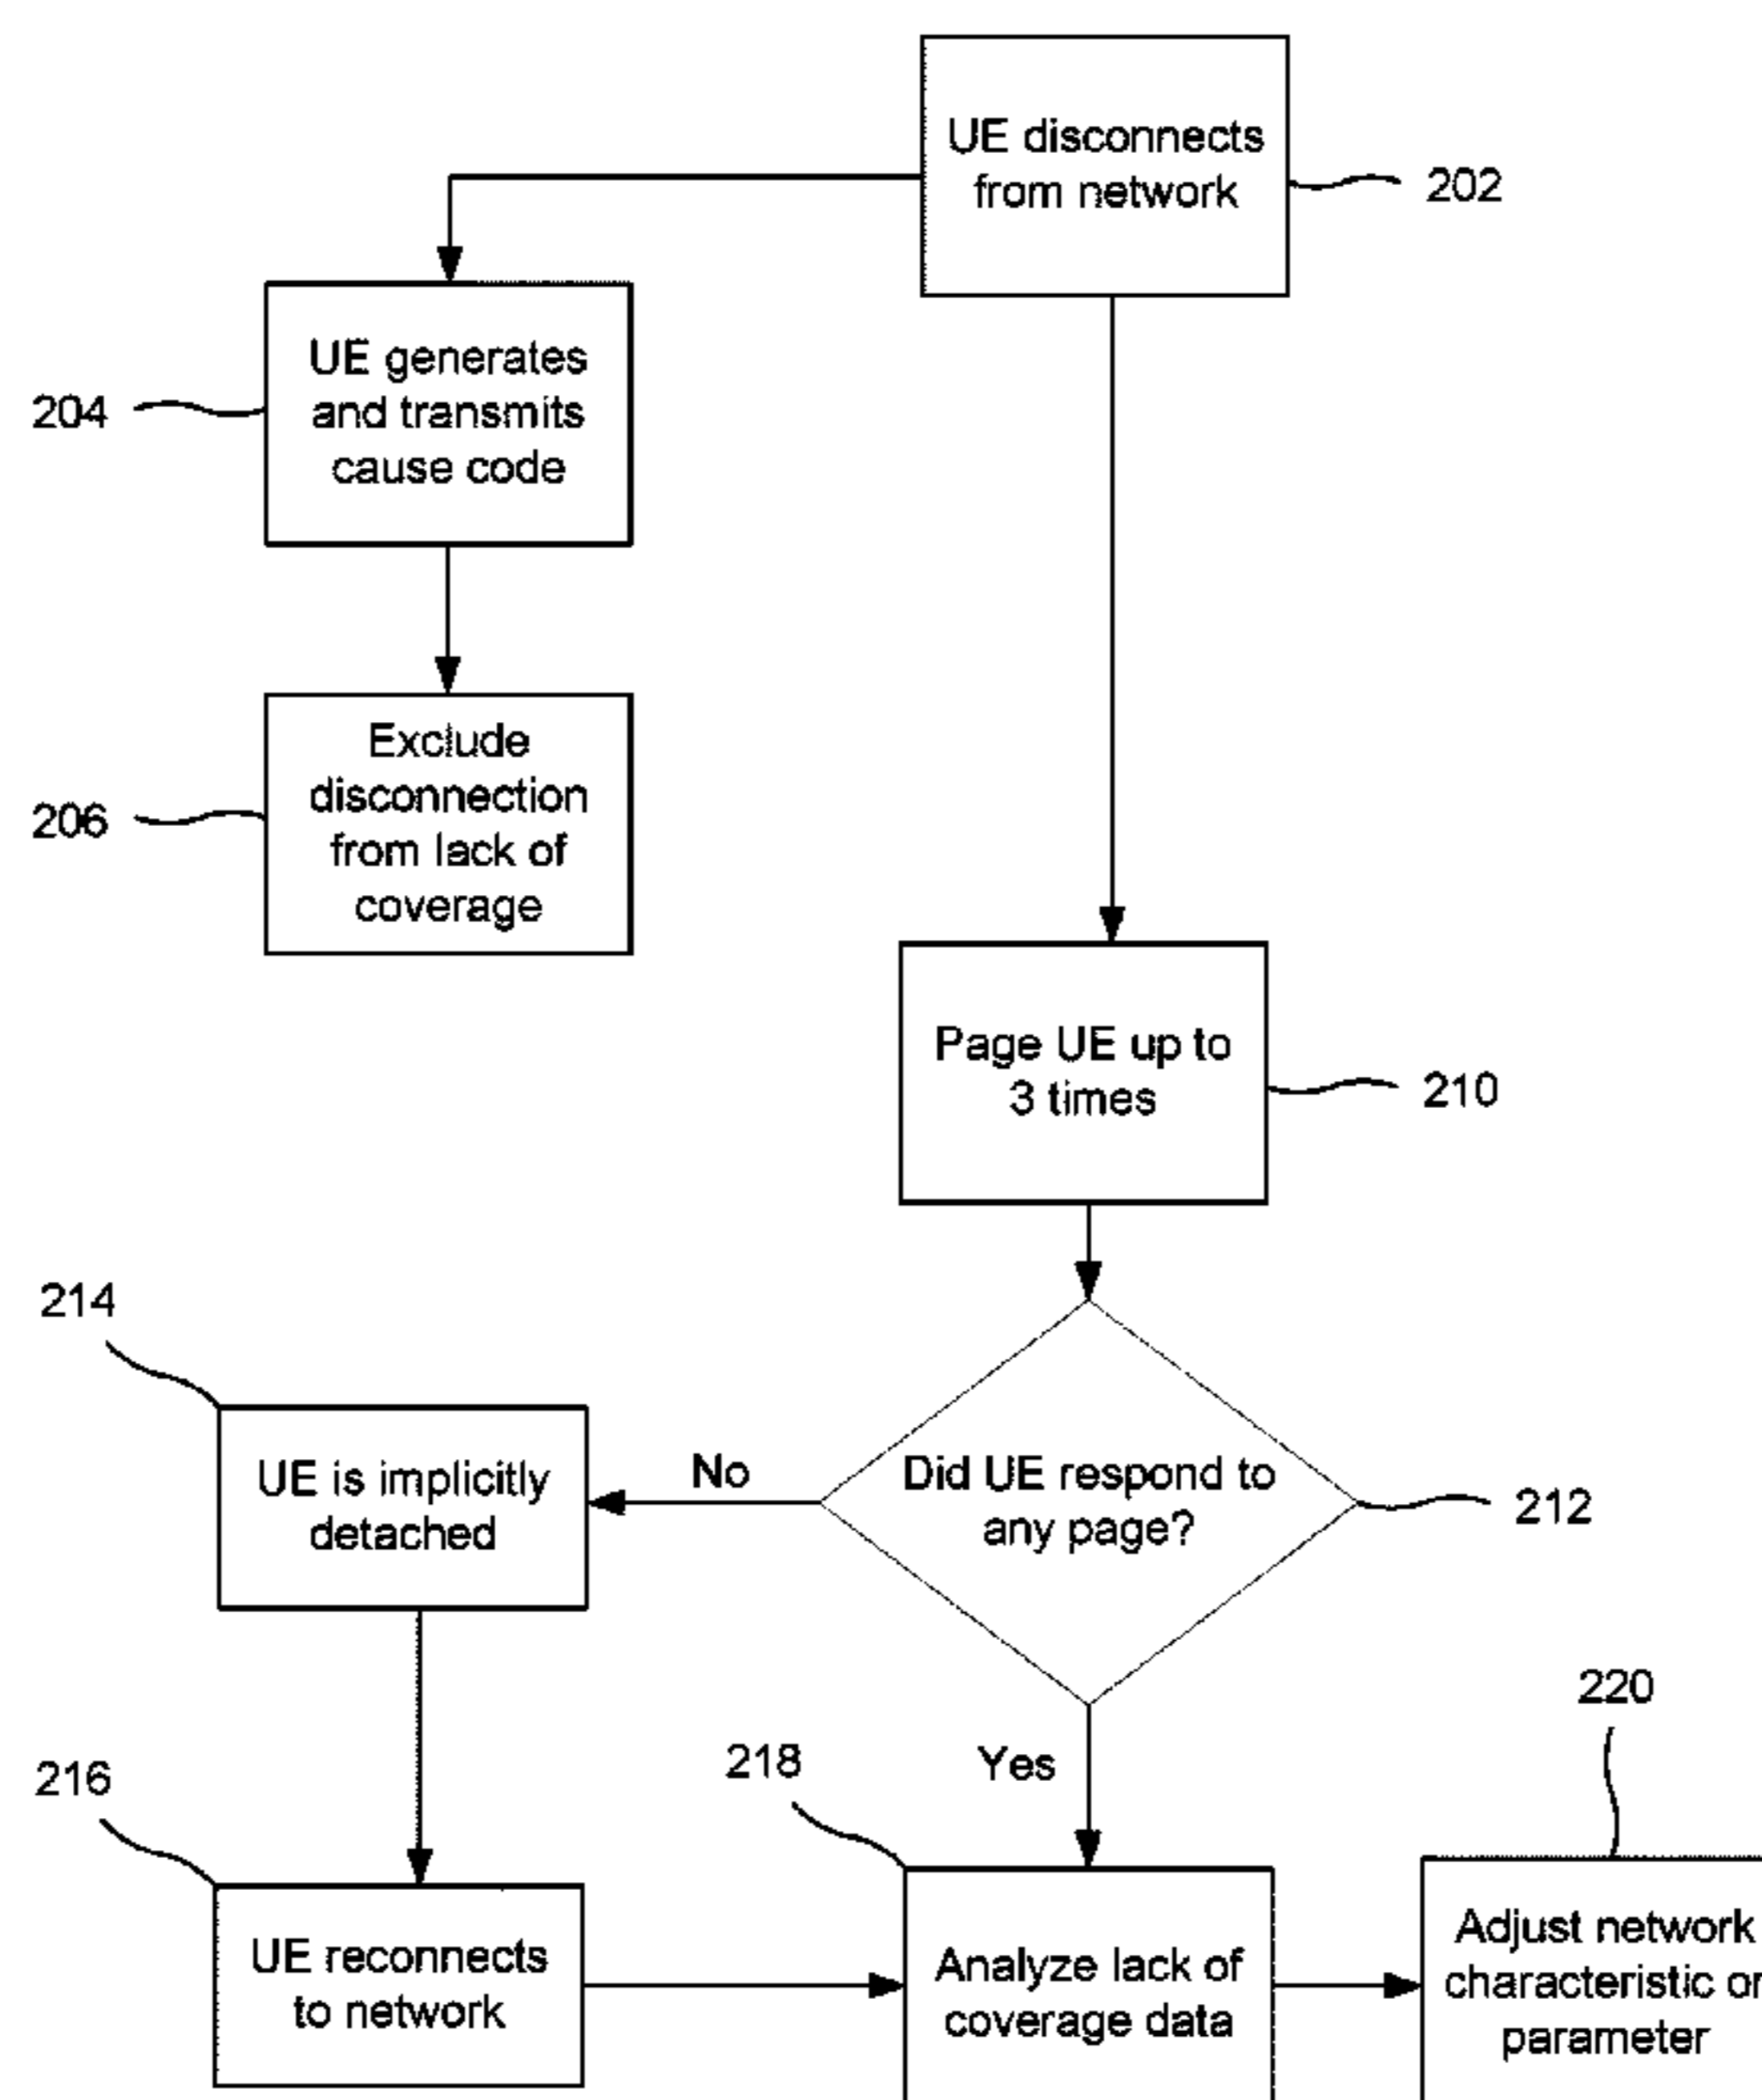 UE disconnects
from network
202
UE generates
and transmits
cause code
204
Exclude
disconnection
from lack of
coverage
206
Page UE up to
3 times
210
Did UE respond to
any page?
212
No
UE is implicitly
detached
214
Yes
UE reconnects
to network
216
Analyze lack of
coverage data
218
Adjust network
characteristic or
parameter
220